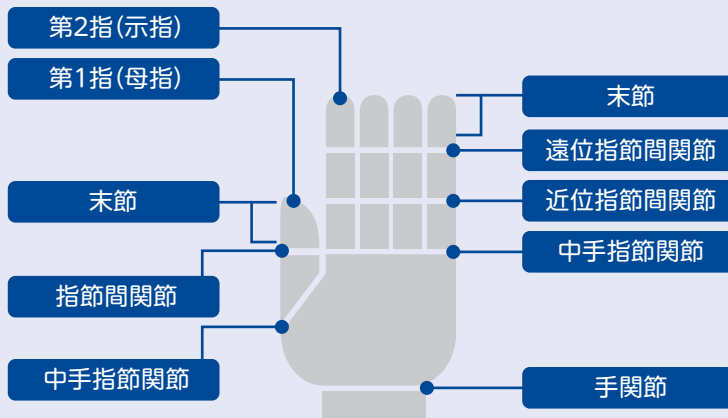 第2指(示指)
第1指(母指)
末節
指節間関節
中手指節関節
末節
遠位指節間関節
近位指節間関節
中手指節関節
手関節